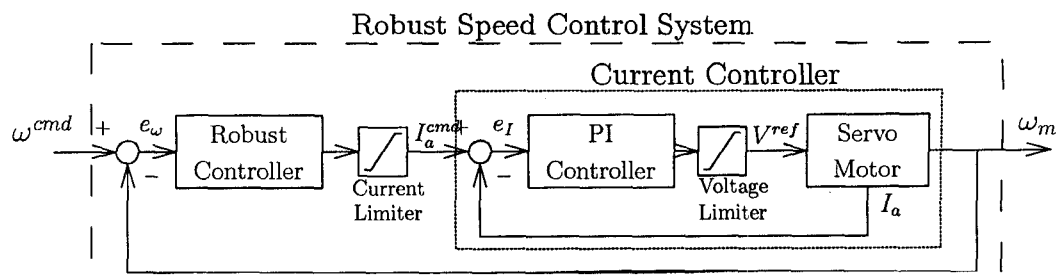 Robust Speed Control System
Current Controller
ω^{cmd} + e_ω Robust Controller I_a^{cmd} + e_I PI Controller V^{ref} Servo Motor ω_m
−
−
Current Limiter
Voltage Limiter
I_a